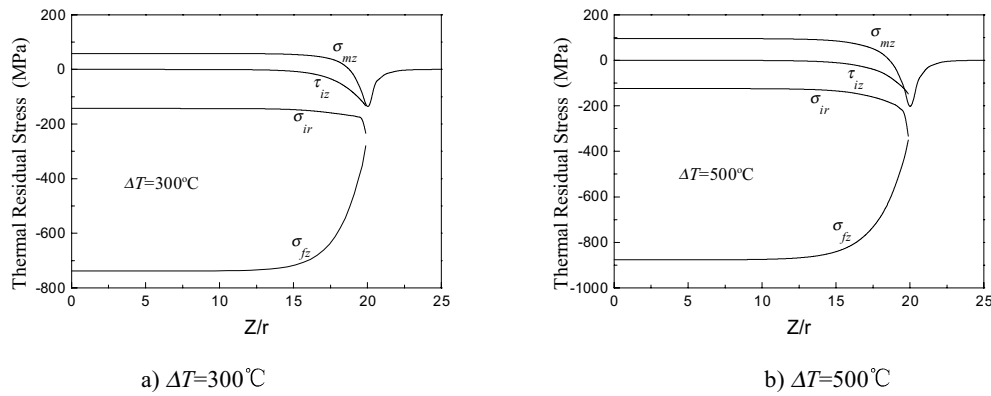 200
0
-200
-400
-600
-800
Thermal Residual Stress (MPa)
σmz
τiz
σir
σfz
ΔT=300ºC
0 5 10 15 20 25
Z/r
a) ΔT=300℃
200
0
-200
-400
-600
-800
-1000
Thermal Residual Stress (MPa)
σmz
τiz
σir
σfz
ΔT=500ºC
0 5 10 15 20 25
Z/r
b) ΔT=500℃